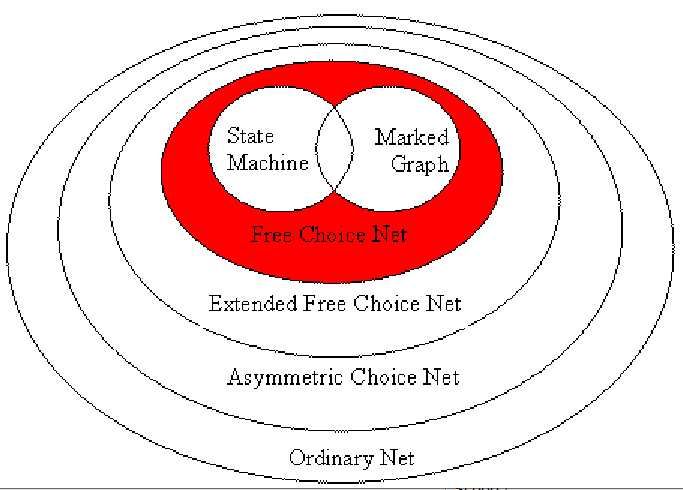 State
Machine
Marked
Graph
Free Choice Net
Extended Free Choice Net
Asymmetric Choice Net
Ordinary Net